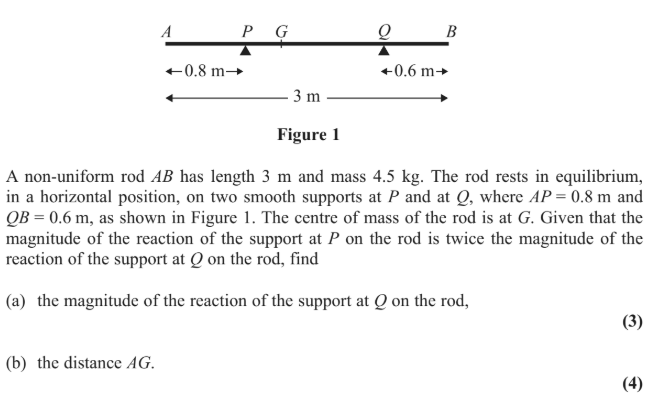 A P G Q B
0.8 m 0.6 m
3 m
Figure 1
A non-uniform rod AB has length 3 m and mass 4.5 kg. The rod rests in equilibrium,
in a horizontal position, on two smooth supports at P and at Q, where AP = 0.8 m and
QB = 0.6 m, as shown in Figure 1. The centre of mass of the rod is at G. Given that the
magnitude of the reaction of the support at P on the rod is twice the magnitude of the
reaction of the support at Q on the rod, find
(a) the magnitude of the reaction of the support at Q on the rod,
(3)
(b) the distance AG.
(4)